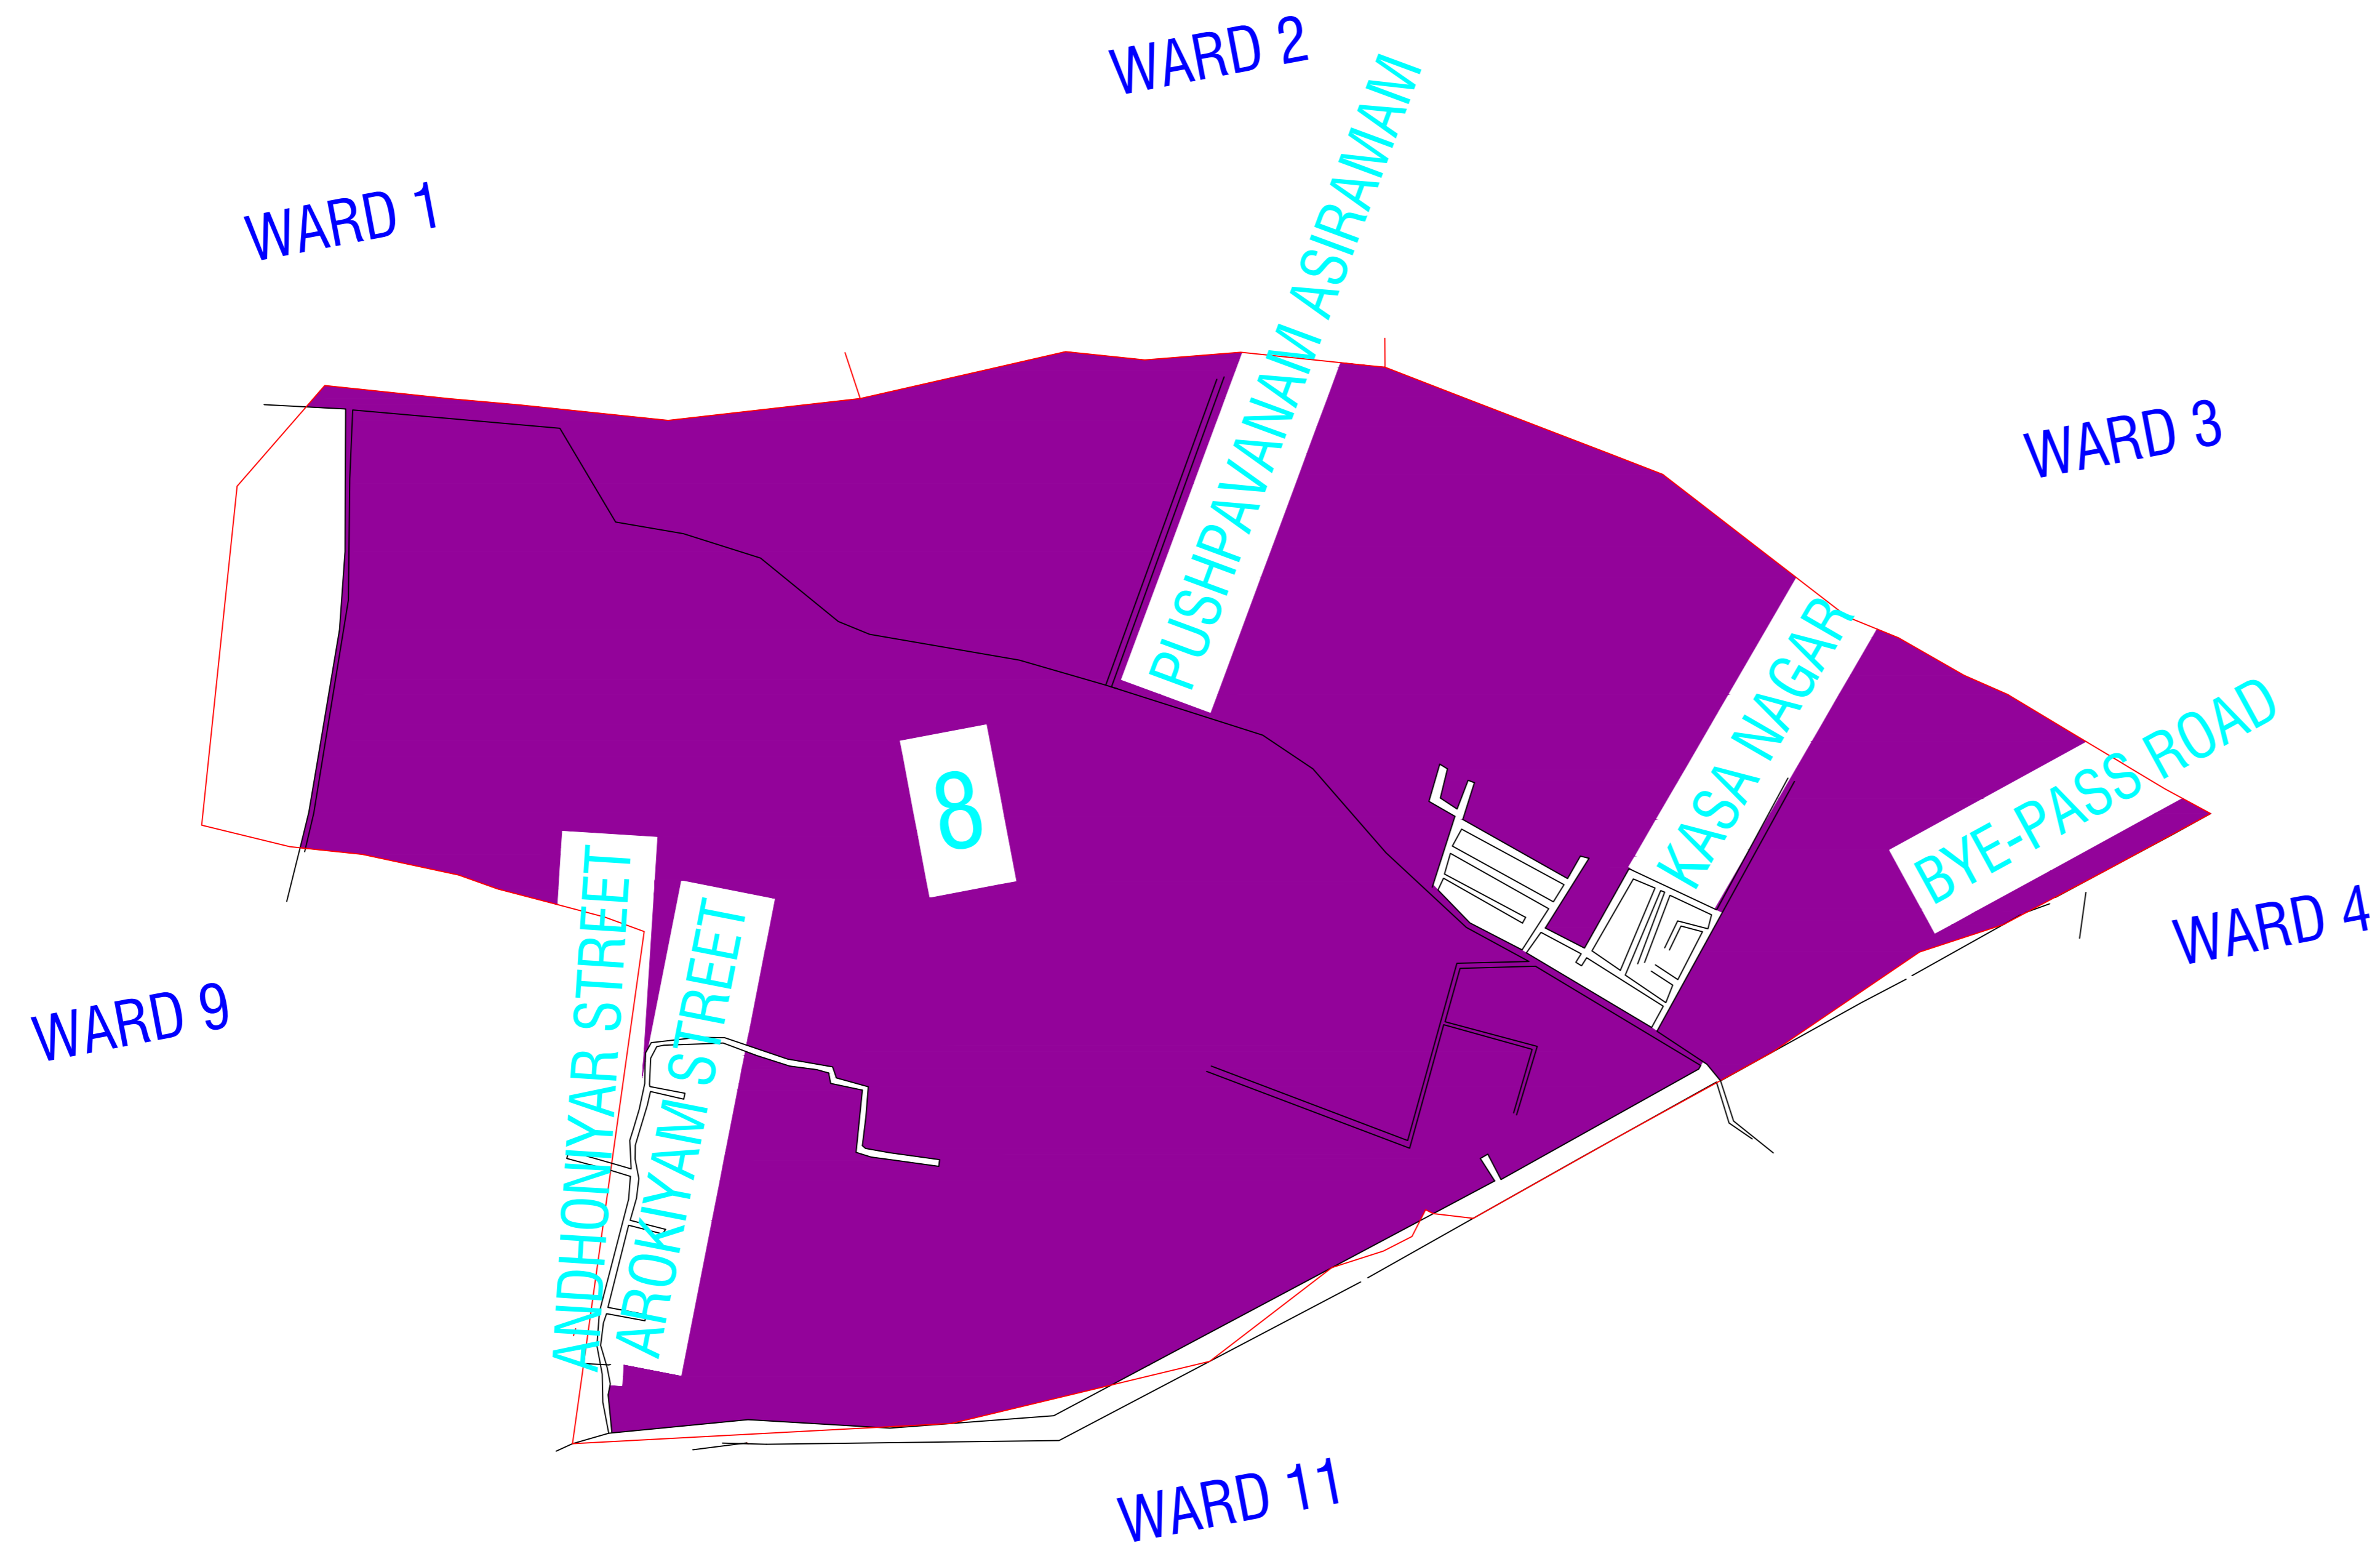 WARD 2
WARD 1
PUSHPAVANAM ASIRAMAM
WARD 3
KASA NAGAR
BYE-PASS ROAD
8
WARD 4
ANDHONIYAR STREET
AROKIYAM STREET
WARD 9
WARD 11